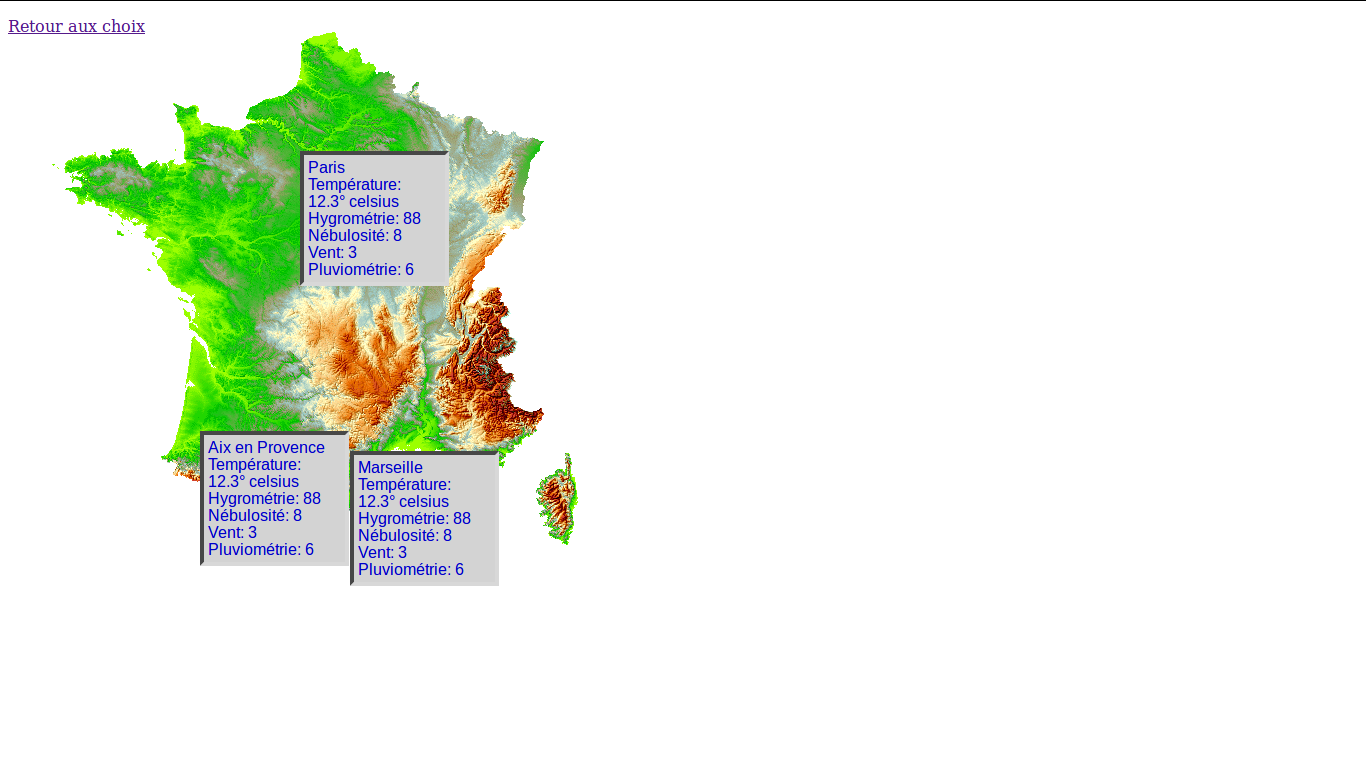 Retour aux choix
Paris
Température:
12.3° celsius
Hygrométrie: 88
Nébulosité: 8
Vent: 3
Pluviométrie: 6
Aix en Provence
Température:
12.3° celsius
Hygrométrie: 88
Nébulosité: 8
Vent: 3
Pluviométrie: 6
Marseille
Température:
12.3° celsius
Hygrométrie: 88
Nébulosité: 8
Vent: 3
Pluviométrie: 6